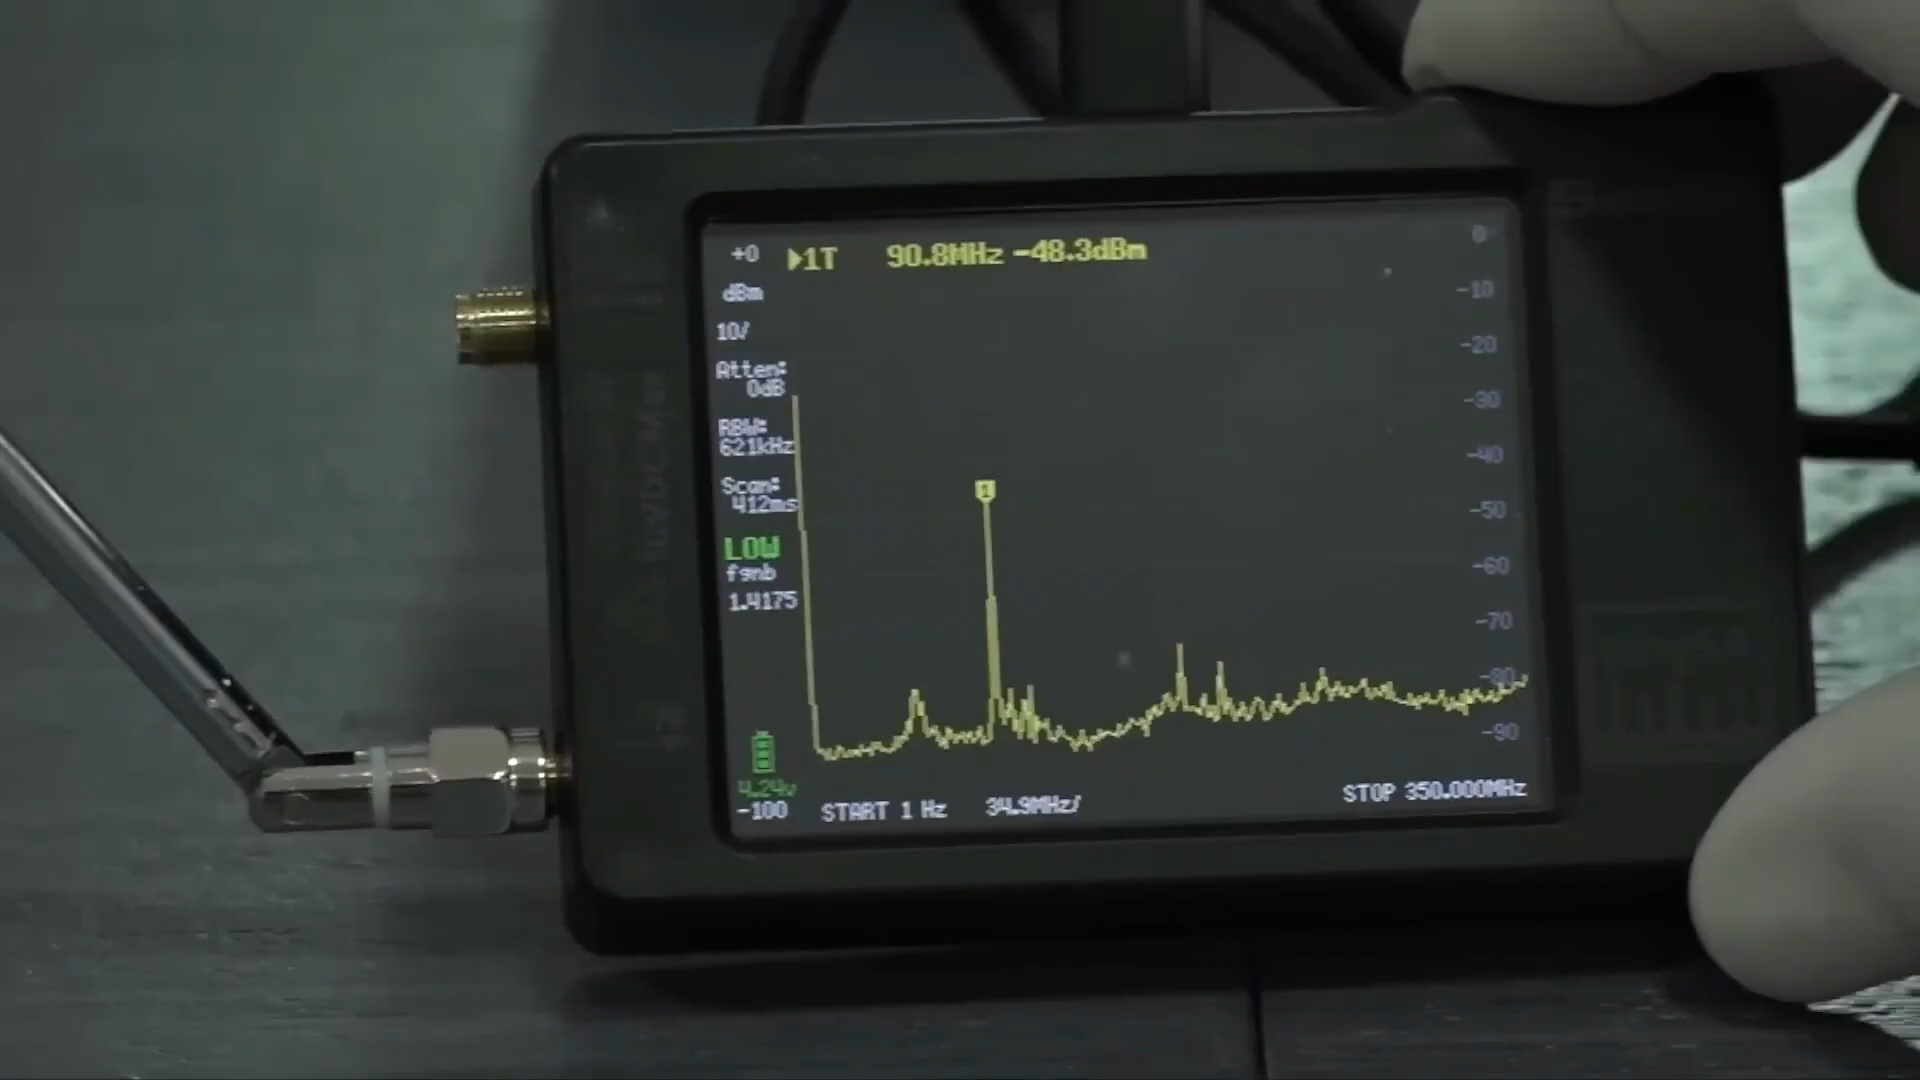 +0 ▶1T 90.8MHz -48.3dBm
dBm
10/
Atten:
0dB
RBW:
621kHz
Scan:
412ms
LOW
fgnb
1.4175
4.24v
-100
START 1 Hz 34.9MHz/ STOP 350.000MHz
1
0
-10
-20
-30
-40
-50
-60
-70
-80
-90